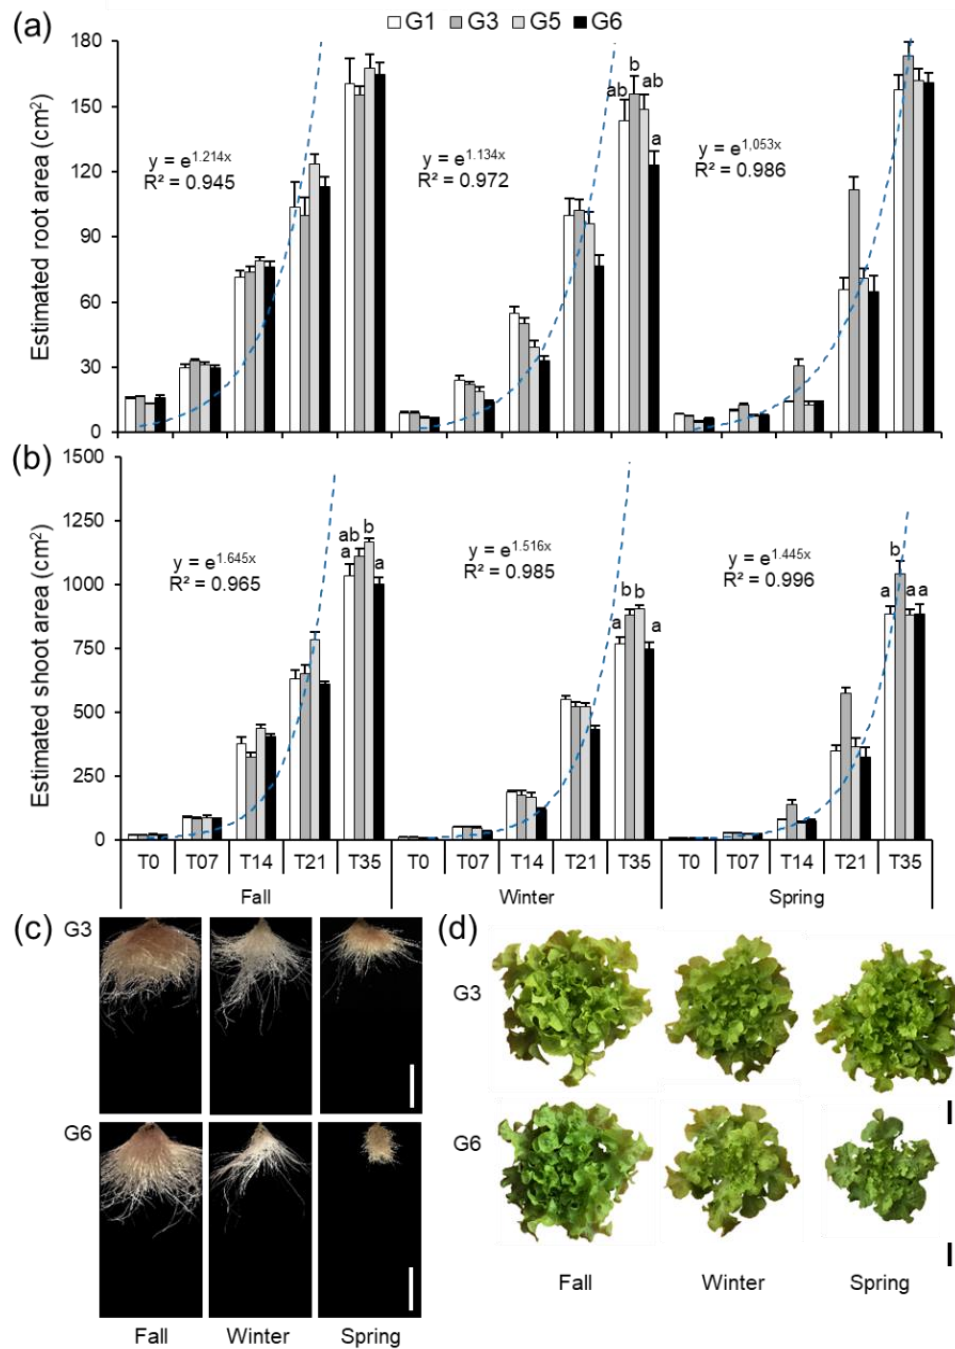 (a)
G1 G3 G5 G6
Estimated root area (cm²)
180
150
120
90
60
30
0
y = e^1.214x
R² = 0.945
y = e^1.134x
R² = 0.972
y = e^1,053x
R² = 0.986
ab b ab a
(b)
Estimated shoot area (cm²)
1500
1250
1000
750
500
250
0
y = e^1.645x
R² = 0.965
y = e^1.516x
R² = 0.985
y = e^1.445x
R² = 0.996
a ab b a
a b b a
a b a a
T0 T07 T14 T21 T35 T0 T07 T14 T21 T35 T0 T07 T14 T21 T35
Fall Winter Spring
(c)
G3
G6
Fall Winter Spring
(d)
G3
G6
Fall Winter Spring